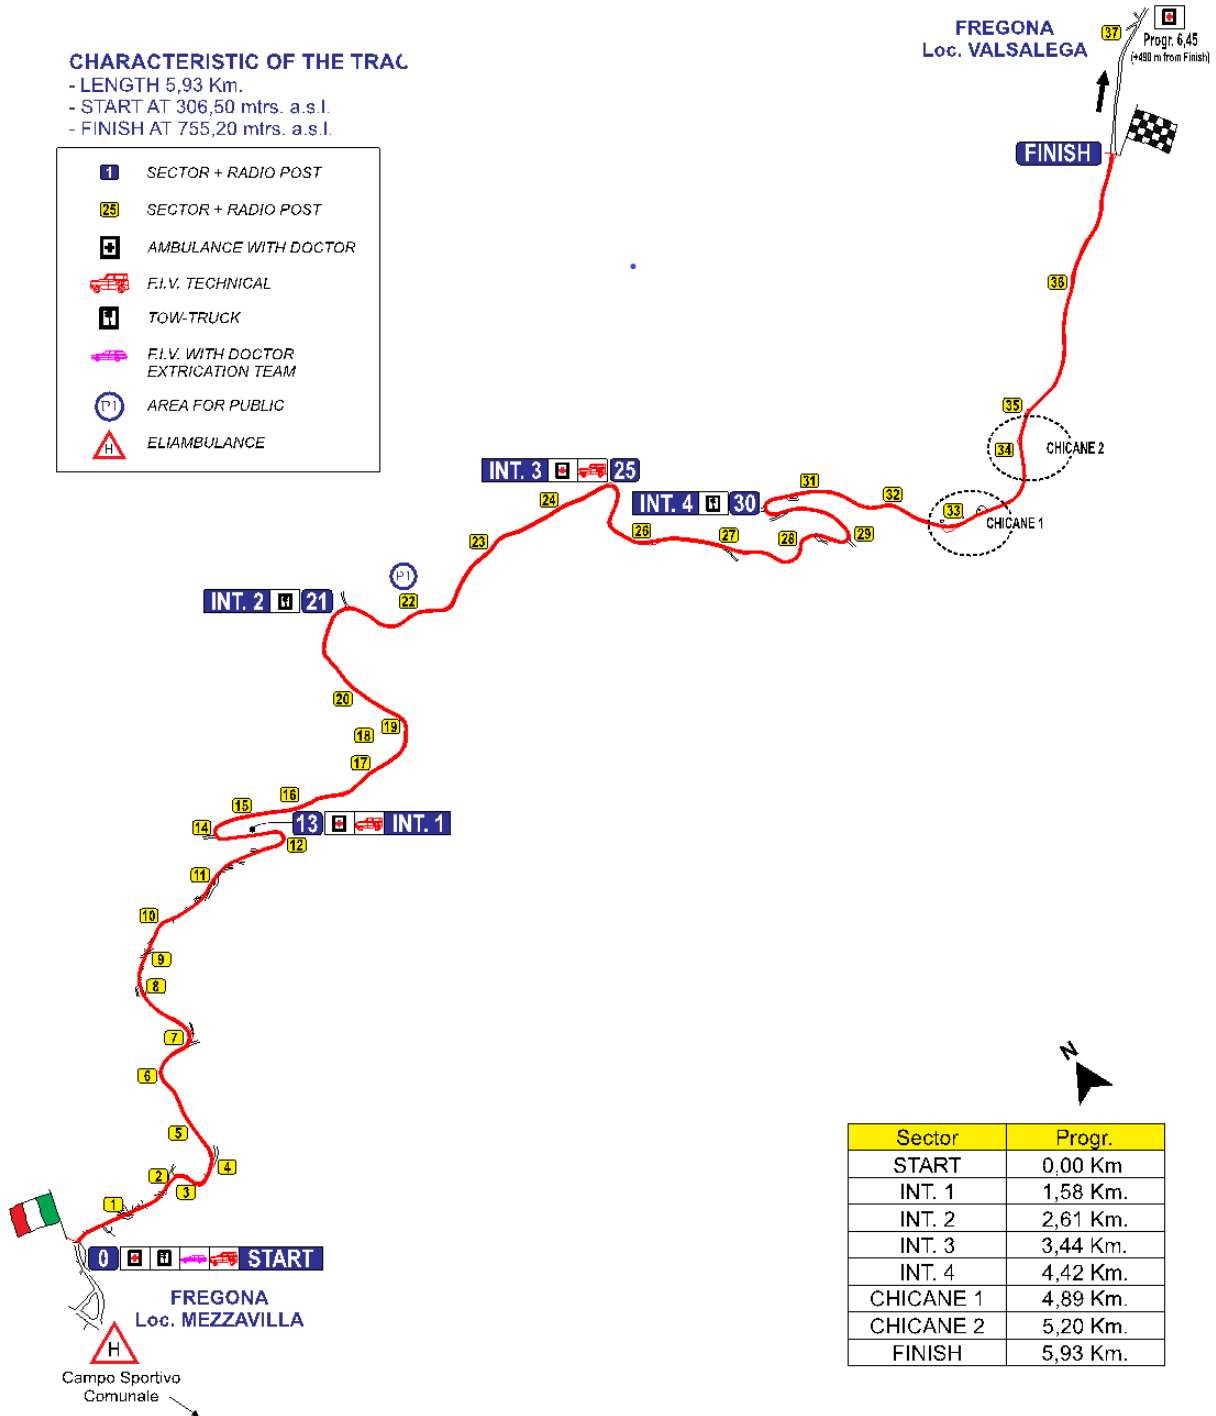 CHARACTERISTIC OF THE TRAC
- LENGTH 5,93 Km.
- START AT 306,50 mtrs. a.s.l.
- FINISH AT 755,20 mtrs. a.s.l.
1 SECTOR + RADIO POST
25 SECTOR + RADIO POST
AMBULANCE WITH DOCTOR
F.I.V. TECHNICAL
TOW-TRUCK
F.I.V. WITH DOCTOR
EXTRICATION TEAM
P1 AREA FOR PUBLIC
H ELIAMBULANCE
FREGONA
Loc. VALSALEGA
37
Progr. 6,45
(+490 m from Finish)
FINISH
36
35
34
CHICANE 2
33
CHICANE 1
32
31
INT. 4 30
29
28
27
26
INT. 3 25
24
23
P1
22
INT. 2 21
20
19
18
17
16
15
14
13 INT. 1
12
11
10
9
8
7
6
5
4
3
2
1
0 START
FREGONA
Loc. MEZZAVILLA
H
Campo Sportivo
Comunale
N
Sector Progr.
START 0,00 Km
INT. 1 1,58 Km.
INT. 2 2,61 Km.
INT. 3 3,44 Km.
INT. 4 4,42 Km.
CHICANE 1 4,89 Km.
CHICANE 2 5,20 Km.
FINISH 5,93 Km.